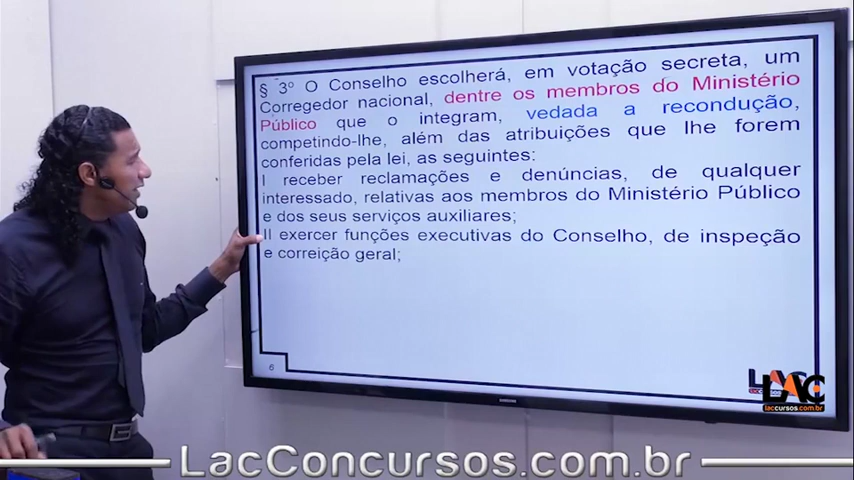 § 3º O Conselho escolherá, em votação secreta, um
Corregedor nacional, dentre os membros do Ministério
Público que o integram, vedada a recondução,
competindo-lhe, além das atribuições que lhe forem
conferidas pela lei, as seguintes:
I receber reclamações e denúncias, de qualquer
interessado, relativas aos membros do Ministério Público
e dos seus serviços auxiliares;
II exercer funções executivas do Conselho, de inspeção
e correição geral;
6
LAC
laccursos.com.br
SAMSUNG
LacConcursos.com.br